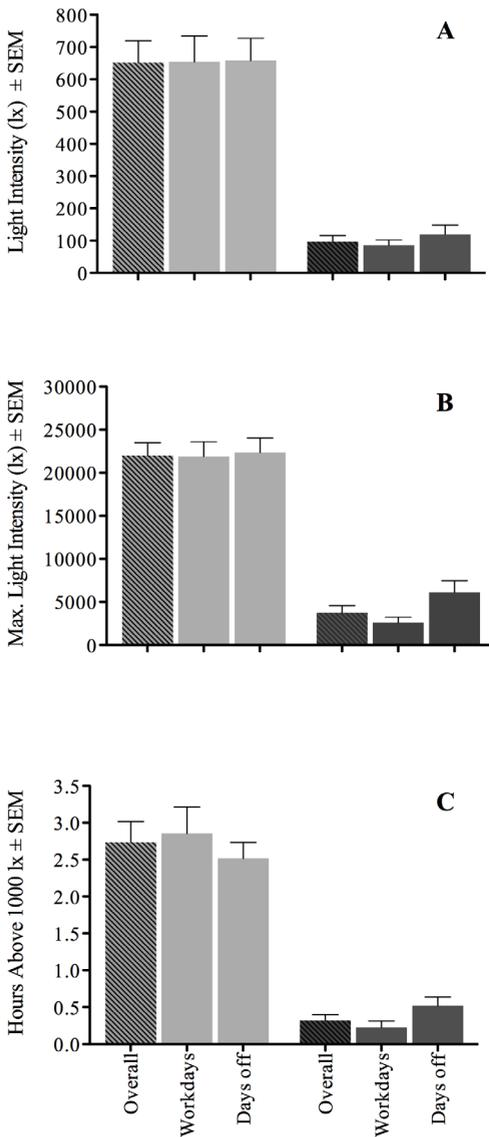 A
Light Intensity (lx) ± SEM
800
700
600
500
400
300
200
100
0
B
Max. Light Intensity (lx) ± SEM
30000
25000
20000
15000
10000
5000
0
C
Hours Above 1000 lx ± SEM
3.5
3.0
2.5
2.0
1.5
1.0
0.5
0.0
Overall
Workdays
Days off
Overall
Workdays
Days off